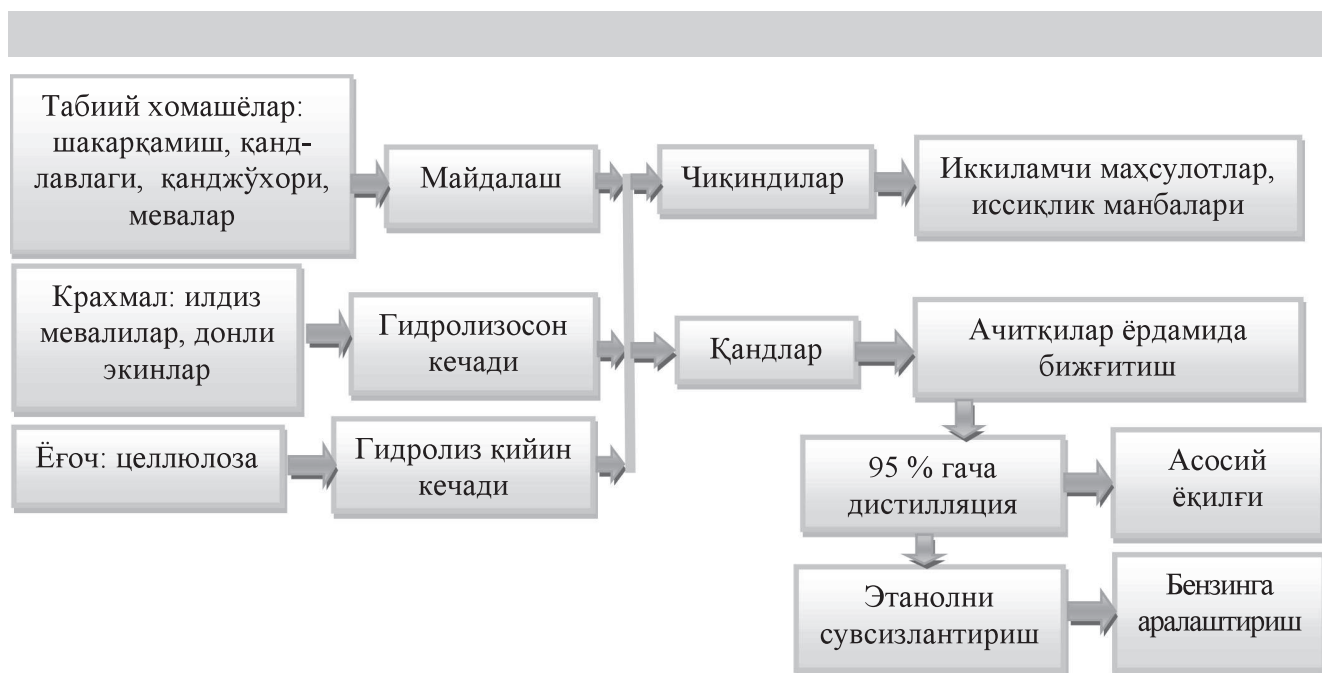 Табиий хомашёлар:
шакарқамиш, қанд-
лавлаги, қанджўхори,
мевалар
Майдалаш
Чиқиндилар
Иккиламчи маҳсулотлар,
иссиқлик манбалари
Крахмал: илдиз
мевалилар, донли
экинлар
Гидролизосон
кечади
Қандлар
Ачитқилар ёрдамида
бижғитиш
Ёғоч: целлюлоза
Гидролиз қийин
кечади
95 % гача
дистилляция
Асосий
ёқилғи
Этанолни
сувсизлантириш
Бензинга
аралаштириш